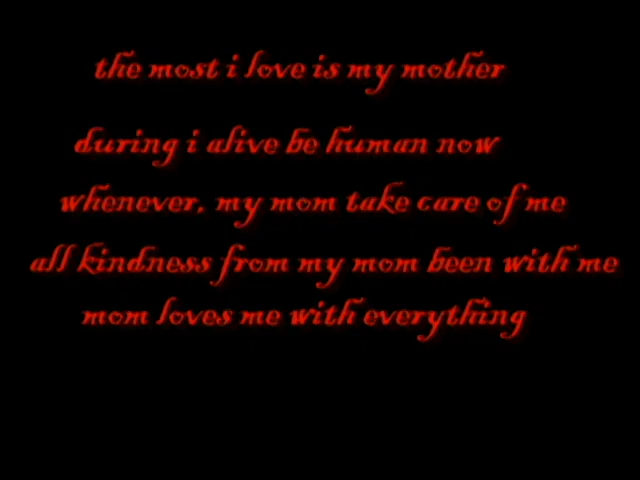 the most i love is my mother
during i alive be human now
whenever, my mom take care of me
all kindness from my mom been with me
mom loves me with everything